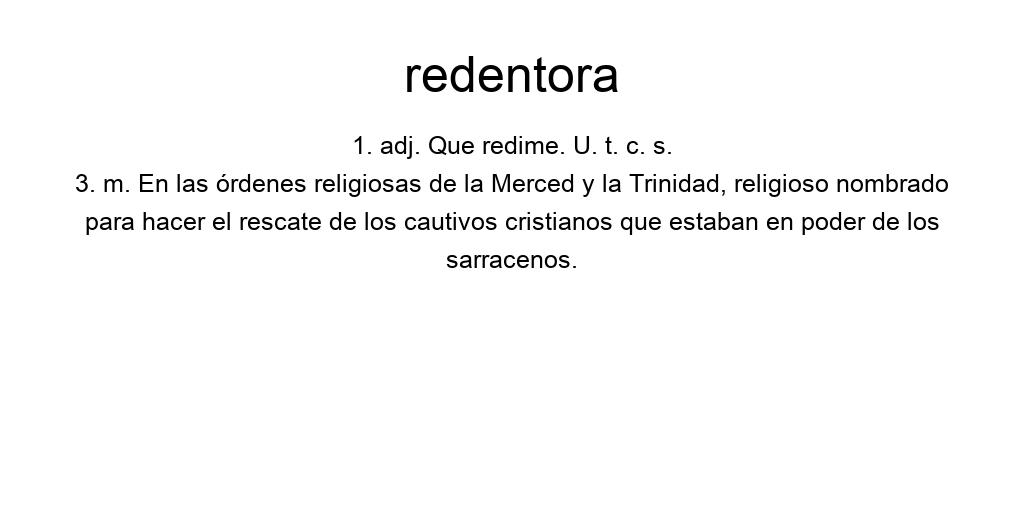 redentora
1. adj. Que redime. U. t. c. s.
3. m. En las órdenes religiosas de la Merced y la Trinidad, religioso nombrado
para hacer el rescate de los cautivos cristianos que estaban en poder de los
sarracenos.